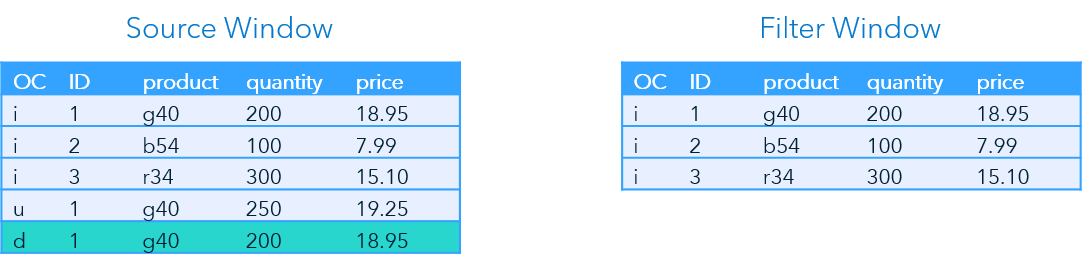 Source Window
OC ID product quantity price
i 1 g40 200 18.95
i 2 b54 100 7.99
i 3 r34 300 15.10
u 1 g40 250 19.25
d 1 g40 200 18.95
Filter Window
OC ID product quantity price
i 1 g40 200 18.95
i 2 b54 100 7.99
i 3 r34 300 15.10